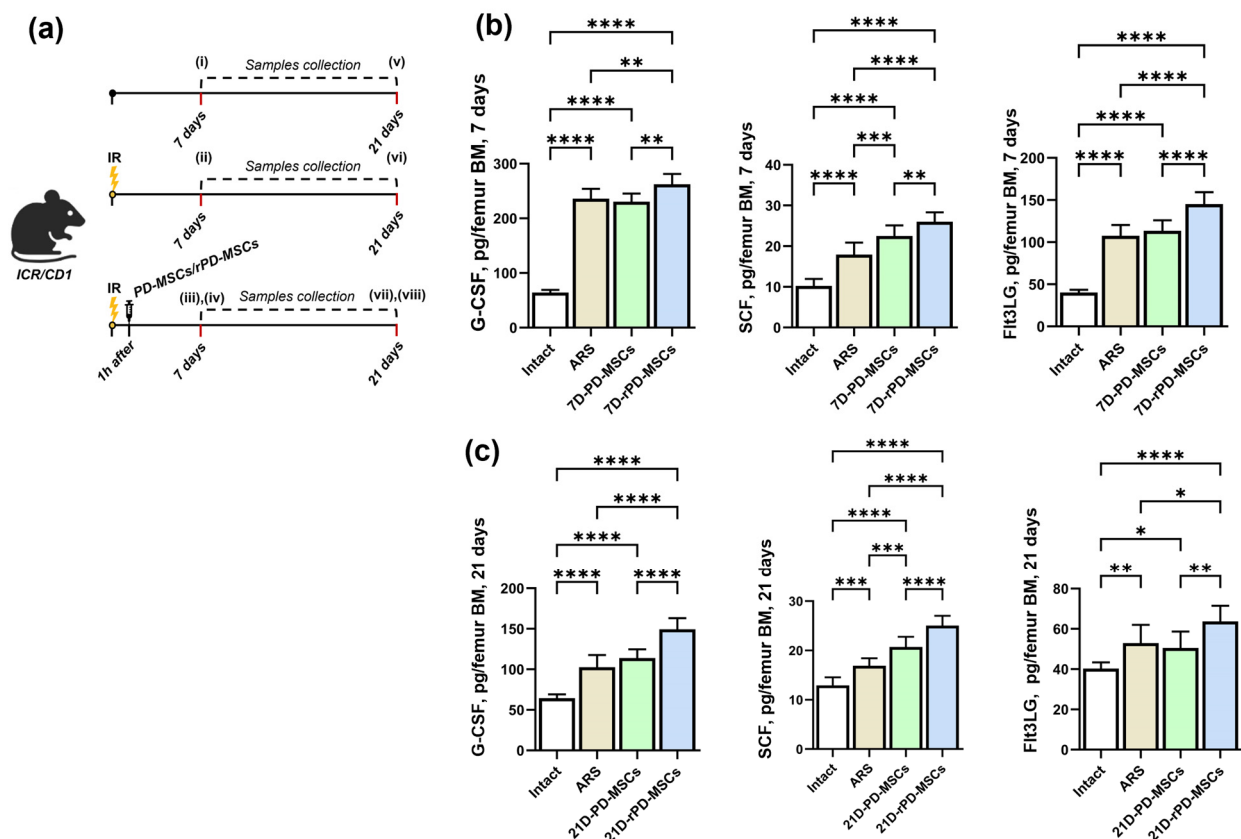 (a)
(i)
Samples collection
(v)
7 days
21 days
IR
(ii)
Samples collection
(vi)
7 days
21 days
ICR/CD1
IR
PD-MSCs/rPD-MSCs
(iii),(iv)
Samples collection
(vii),(viii)
1h after
7 days
21 days
(b)
G-CSF, pg/femur BM, 7 days
300
250
200
100
0
****
**
****
****
**
Intact
ARS
7D-PD-MSCs
7D-rPD-MSCs
SCF, pg/femur BM, 7 days
40
30
20
10
0
****
****
****
***
****
**
Intact
ARS
7D-PD-MSCs
7D-rPD-MSCs
Flt3LG, pg/femur BM, 7 days
200
150
100
50
0
****
****
****
****
****
Intact
ARS
7D-PD-MSCs
7D-rPD-MSCs
(c)
G-CSF, pg/femur BM, 21 days
200
150
100
50
0
****
****
****
****
****
Intact
ARS
21D-PD-MSCs
21D-rPD-MSCs
SCF, pg/femur BM, 21 days
30
20
10
0
****
****
****
***
***
****
Intact
ARS
21D-PD-MSCs
21D-rPD-MSCs
Flt3LG, pg/femur BM, 21 days
80
60
40
20
0
****
*
*
**
**
Intact
ARS
21D-PD-MSCs
21D-rPD-MSCs